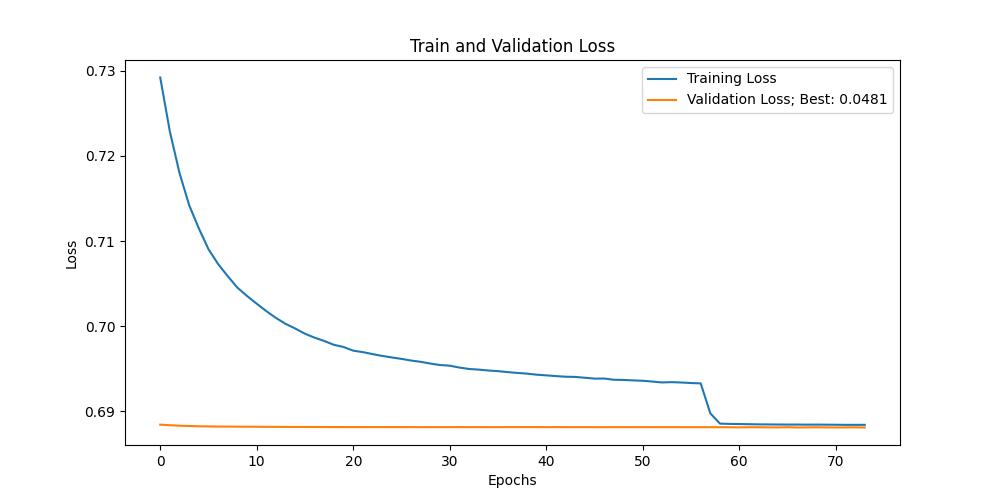 Train and Validation Loss
Training Loss
Validation Loss; Best: 0.0481
Loss
0.73
0.72
0.71
0.70
0.69
0 10 20 30 40 50 60 70
Epochs